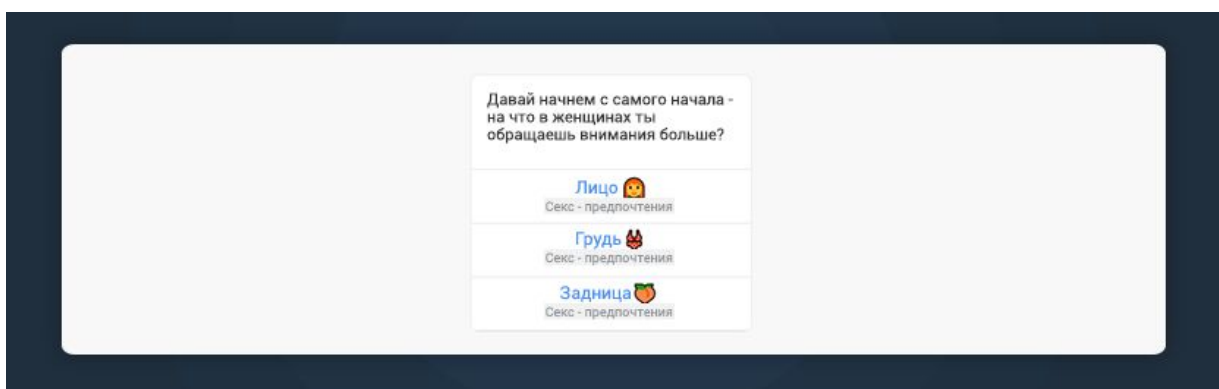 Давай начнем с самого начала -
на что в женщинах ты
обращаешь внимания больше?
Лицо
Секс - предпочтения
Грудь
Секс - предпочтения
Задница
Секс - предпочтения